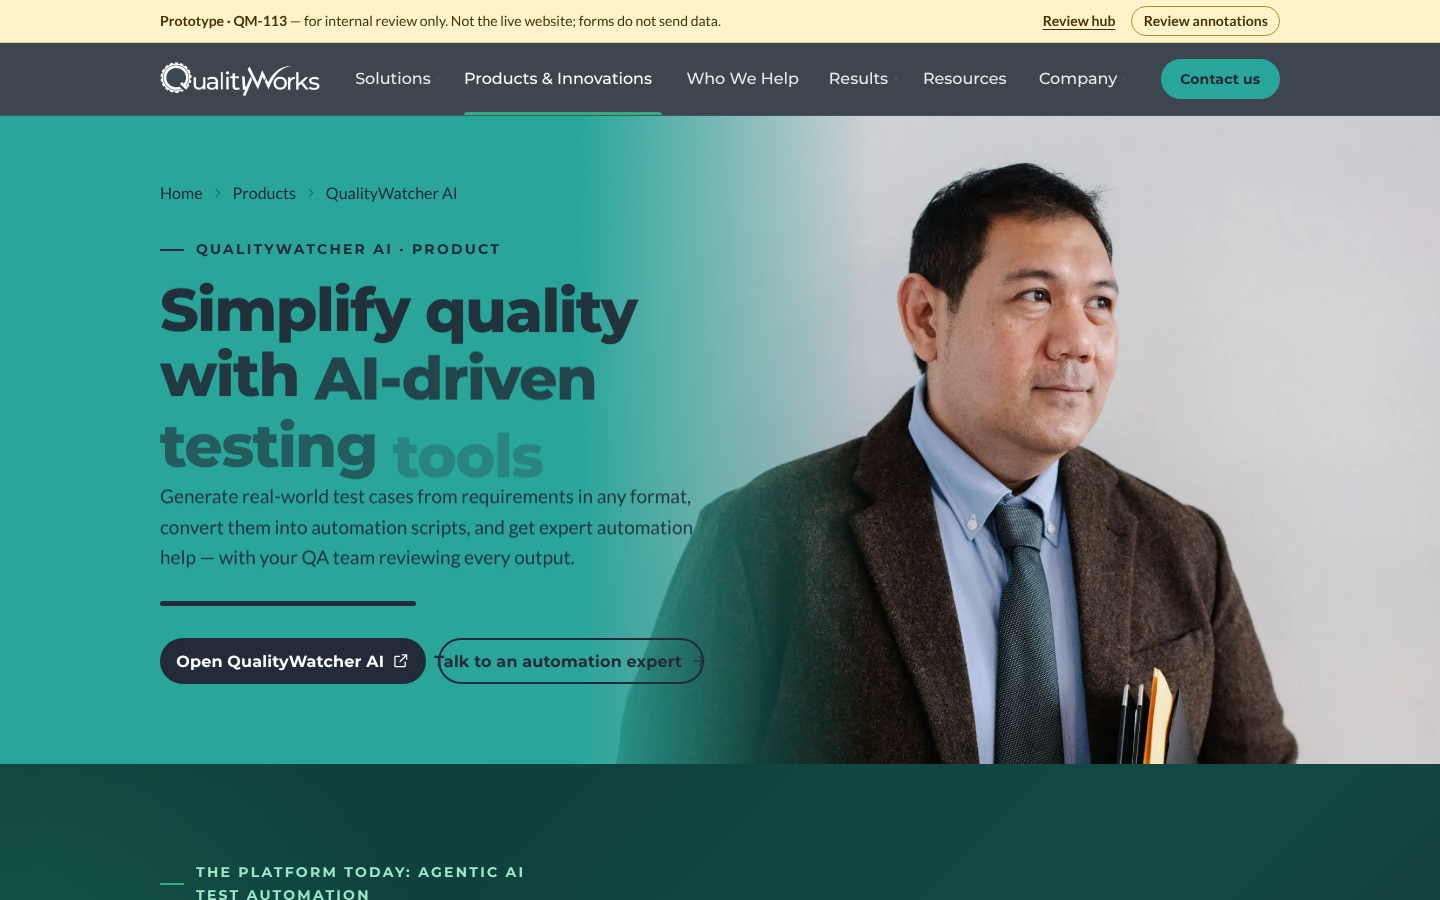 Prototype · QM-113 — for internal review only. Not the live website; forms do not send data.
Review hub
Review annotations
QualityWorks
Solutions
Products & Innovations
Who We Help
Results
Resources
Company
Contact us
Home > Products > QualityWatcher AI
QUALITYWATCHER AI · PRODUCT
Simplify quality
with AI-driven
testing tools
Generate real-world test cases from requirements in any format,
convert them into automation scripts, and get expert automation
help — with your QA team reviewing every output.
Open QualityWatcher AI
Talk to an automation expert →
THE PLATFORM TODAY: AGENTIC AI
TEST AUTOMATION